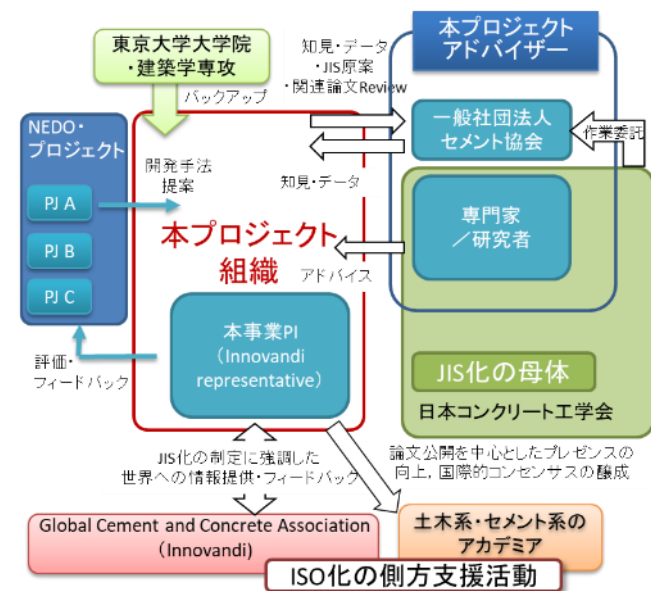 東京大学大学院
・建築学専攻
バックアップ
知見・データ
・JIS原案
・関連論文Review
本プロジェクト
アドバイザー
一般社団法人
セメント協会
作業委託
NEDO・
プロジェクト
PJ A
PJ B
PJ C
開発手法
提案
知見・データ
専門家
／研究者
本プロジェクト
組織
アドバイス
本事業PI
（Innovandi
representative）
評価・
フィードバック
JIS化の母体
日本コンクリート工学会
JIS化の制定に強調した
世界への情報提供・フィードバック
論文公開を中心としたプレゼンスの
向上，国際的コンセンサスの醸成
Global Cement and Concrete Association
（Innovandi)
土木系・セメント系の
アカデミア
ISO化の側方支援活動